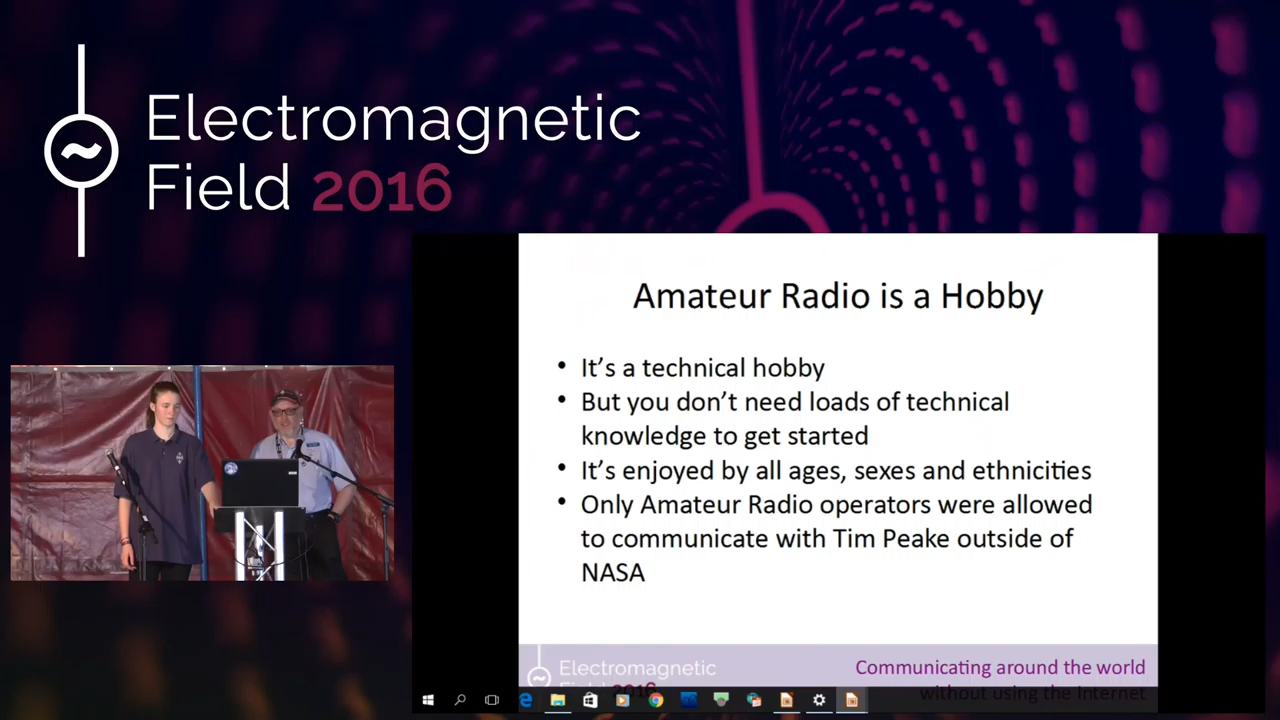 Electromagnetic
Field 2016
Amateur Radio is a Hobby
• It's a technical hobby
• But you don't need loads of technical
knowledge to get started
• It's enjoyed by all ages, sexes and ethnicities
• Only Amateur Radio operators were allowed
to communicate with Tim Peake outside of
NASA
Electromagnetic
Field 2016
Communicating around the world
without using the Internet